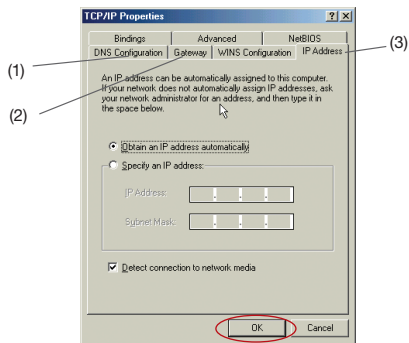 TCP/IP Properties
Bindings Advanced NetBIOS
DNS Configuration Gateway WINS Configuration IP Address
(3)
(1)
(2)
An IP address can be automatically assigned to this computer.
If your network does not automatically assign IP addresses, ask
your network administrator for an address, and then type it in
the space below.
Obtain an IP address automatically
Specify an IP address:
IP Address:
Subnet Mask:
Detect connection to network media
OK Cancel